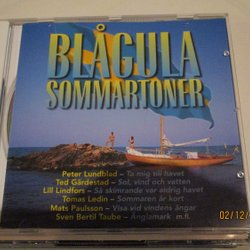 BLÅGULA
SOMMARTONER
Peter Lundblad – Ta mig till havet
Ted Gärdestad – Sol, vind och vatten
Lill Lindfors – Så skimrande var aldrig havet
Tomas Ledin – Sommaren är kort
Mats Paulsson – Visa vid vindens ängar
Sven Bertil Taube – Änglamark m.fl.
02/12/